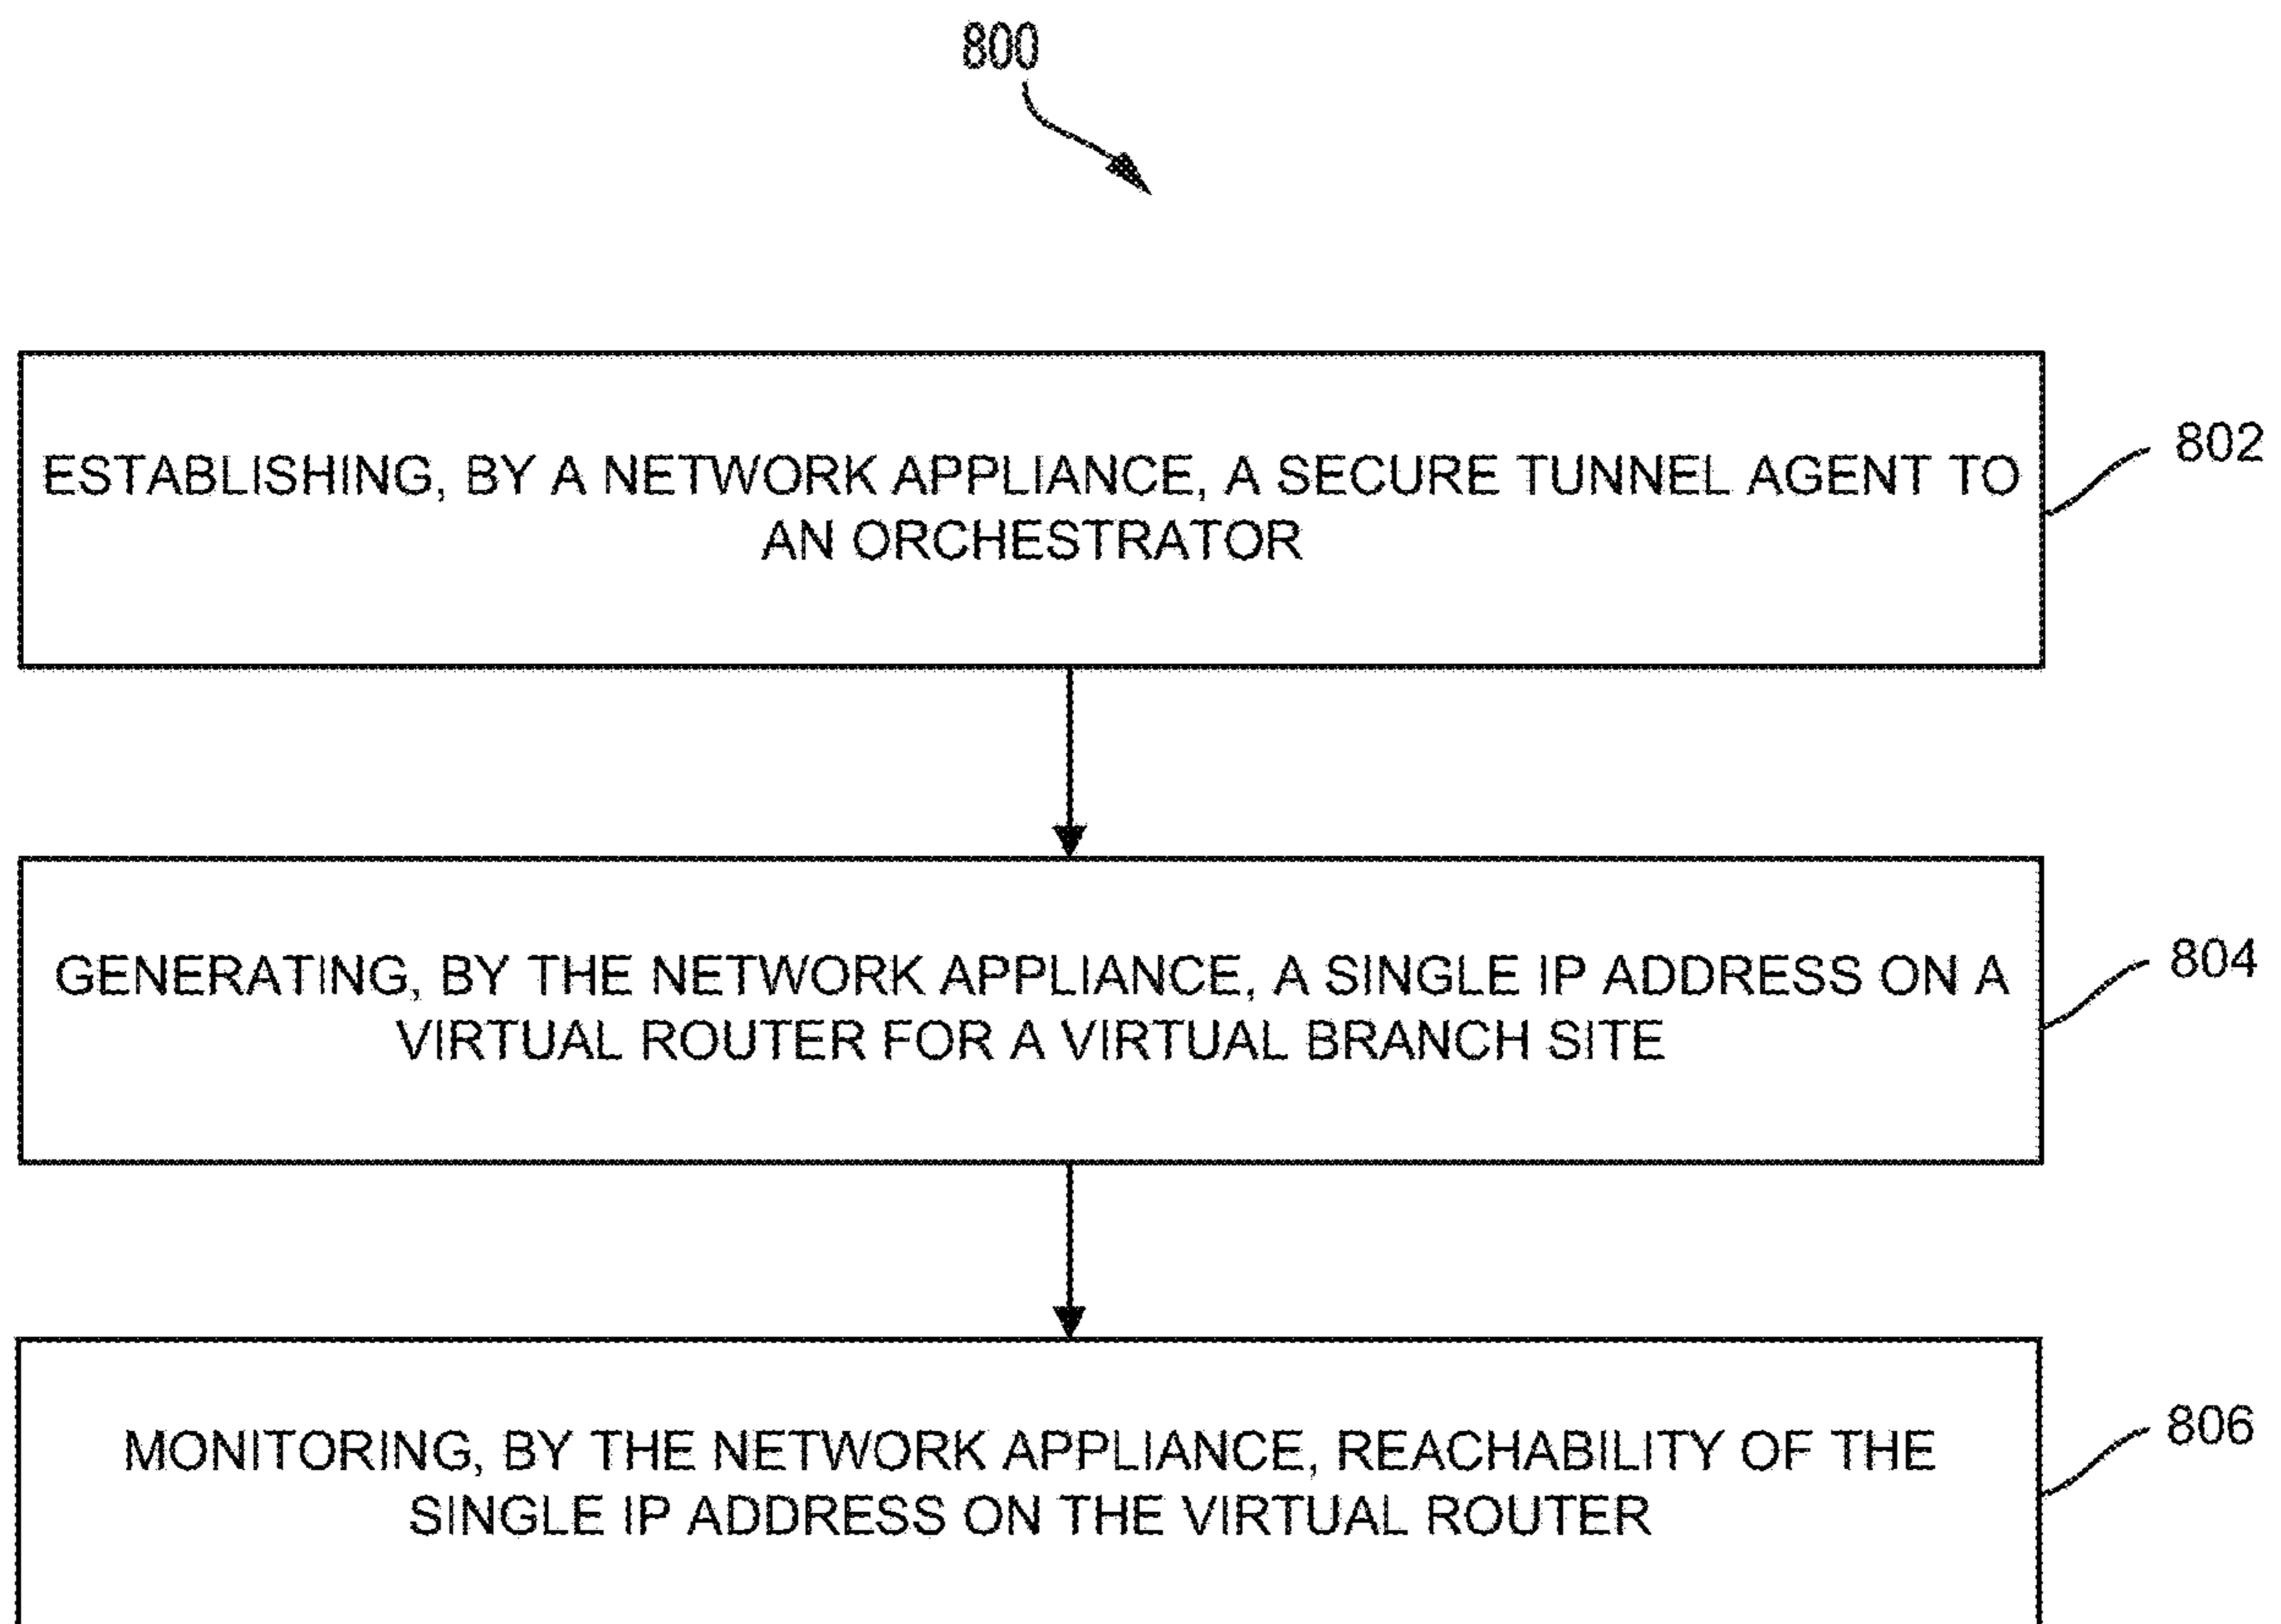 800
ESTABLISHING, BY A NETWORK APPLIANCE, A SECURE TUNNEL AGENT TO
AN ORCHESTRATOR
802
GENERATING, BY THE NETWORK APPLIANCE, A SINGLE IP ADDRESS ON A
VIRTUAL ROUTER FOR A VIRTUAL BRANCH SITE
804
MONITORING, BY THE NETWORK APPLIANCE, REACHABILITY OF THE
SINGLE IP ADDRESS ON THE VIRTUAL ROUTER
806